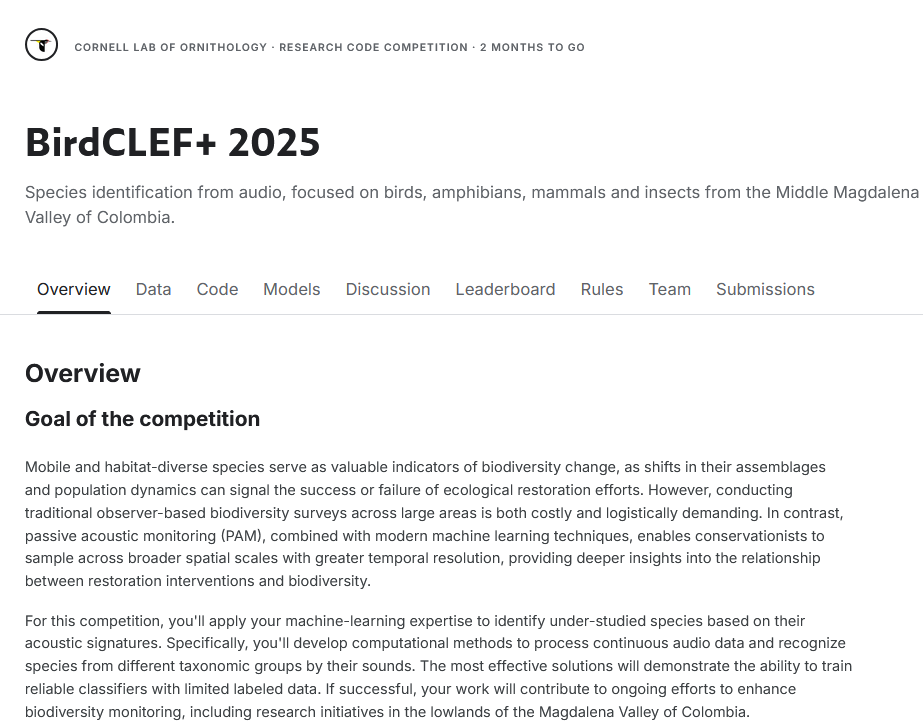 CORNELL LAB OF ORNITHOLOGY · RESEARCH CODE COMPETITION · 2 MONTHS TO GO
BirdCLEF+ 2025
Species identification from audio, focused on birds, amphibians, mammals and insects from the Middle Magdalena
Valley of Colombia.
Overview Data Code Models Discussion Leaderboard Rules Team Submissions
Overview
Goal of the competition
Mobile and habitat-diverse species serve as valuable indicators of biodiversity change, as shifts in their assemblages
and population dynamics can signal the success or failure of ecological restoration efforts. However, conducting
traditional observer-based biodiversity surveys across large areas is both costly and logistically demanding. In contrast,
passive acoustic monitoring (PAM), combined with modern machine learning techniques, enables conservationists to
sample across broader spatial scales with greater temporal resolution, providing deeper insights into the relationship
between restoration interventions and biodiversity.
For this competition, you'll apply your machine-learning expertise to identify under-studied species based on their
acoustic signatures. Specifically, you'll develop computational methods to process continuous audio data and recognize
species from different taxonomic groups by their sounds. The most effective solutions will demonstrate the ability to train
reliable classifiers with limited labeled data. If successful, your work will contribute to ongoing efforts to enhance
biodiversity monitoring, including research initiatives in the lowlands of the Magdalena Valley of Colombia.